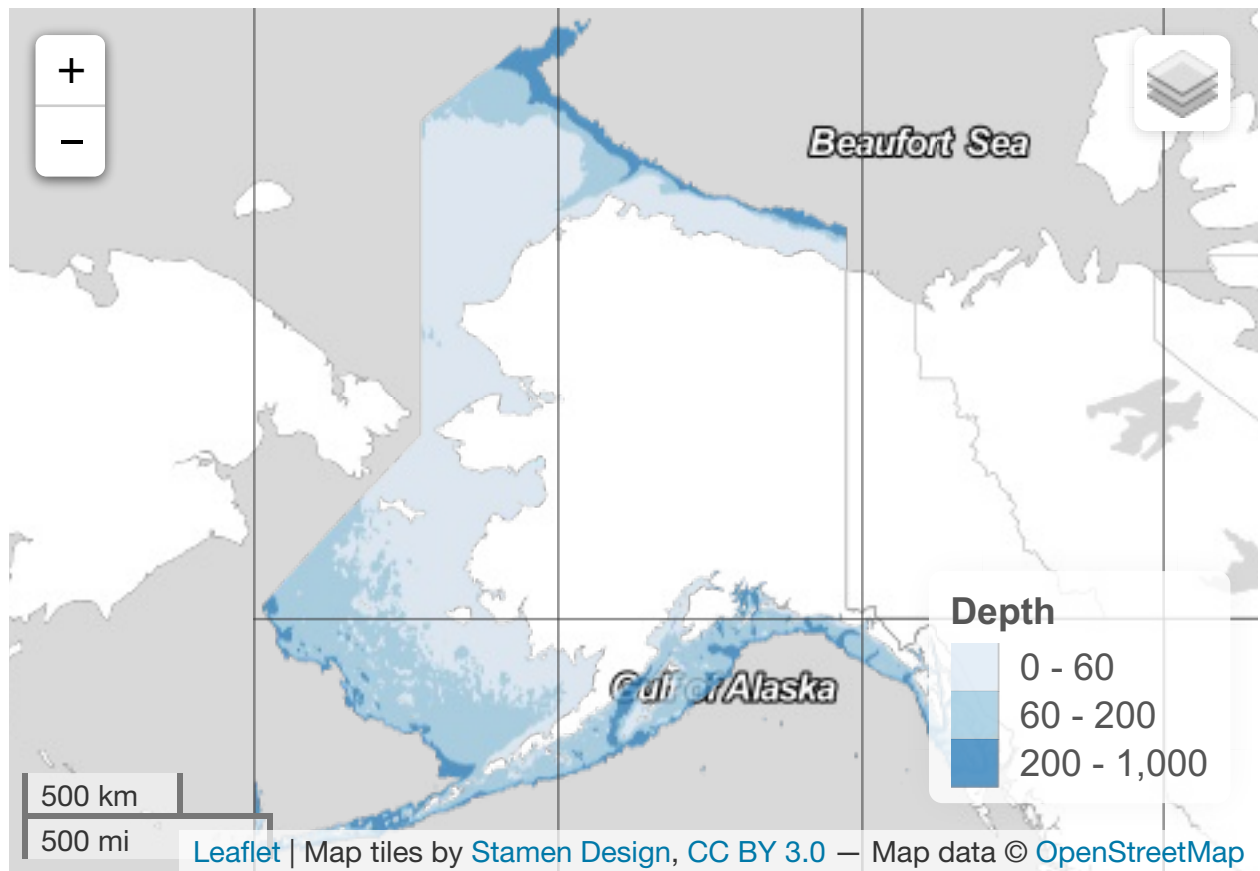 +
−
Beaufort Sea
Depth
0 - 60
60 - 200
200 - 1,000
Gulf of Alaska
500 km
500 mi
Leaflet | Map tiles by Stamen Design, CC BY 3.0 — Map data © OpenStreetMap